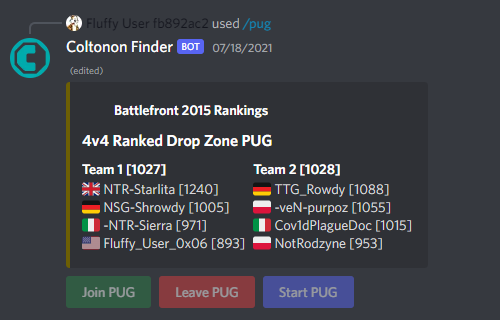 Fluffy User fb892ac2 used /pug
Coltonon Finder BOT 07/18/2021
(edited)
Battlefront 2015 Rankings
4v4 Ranked Drop Zone PUG
Team 1 [1027] Team 2 [1028]
NTR-Starlita [1240] TTG_Rowdy [1088]
NSG-Shrowdy [1005] -veN-purpoz [1055]
-NTR-Sierra [971] Cov1dPlagueDoc [1015]
Fluffy_User_0x06 [893] NotRodzyne [953]
Join PUG Leave PUG Start PUG